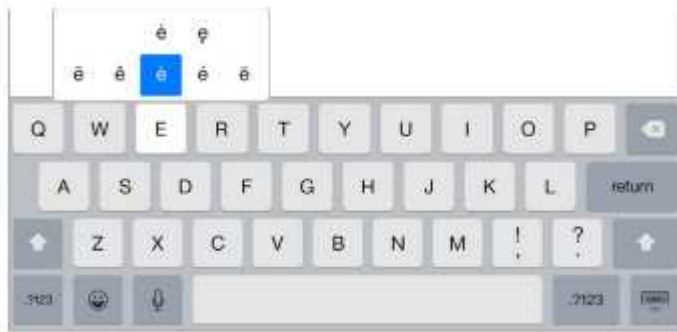 ė ę
ē ê è é ë
Q W E R T Y U I O P
A S D F G H J K L return
Z X C V B N M ! , ? .
.?123 .?123